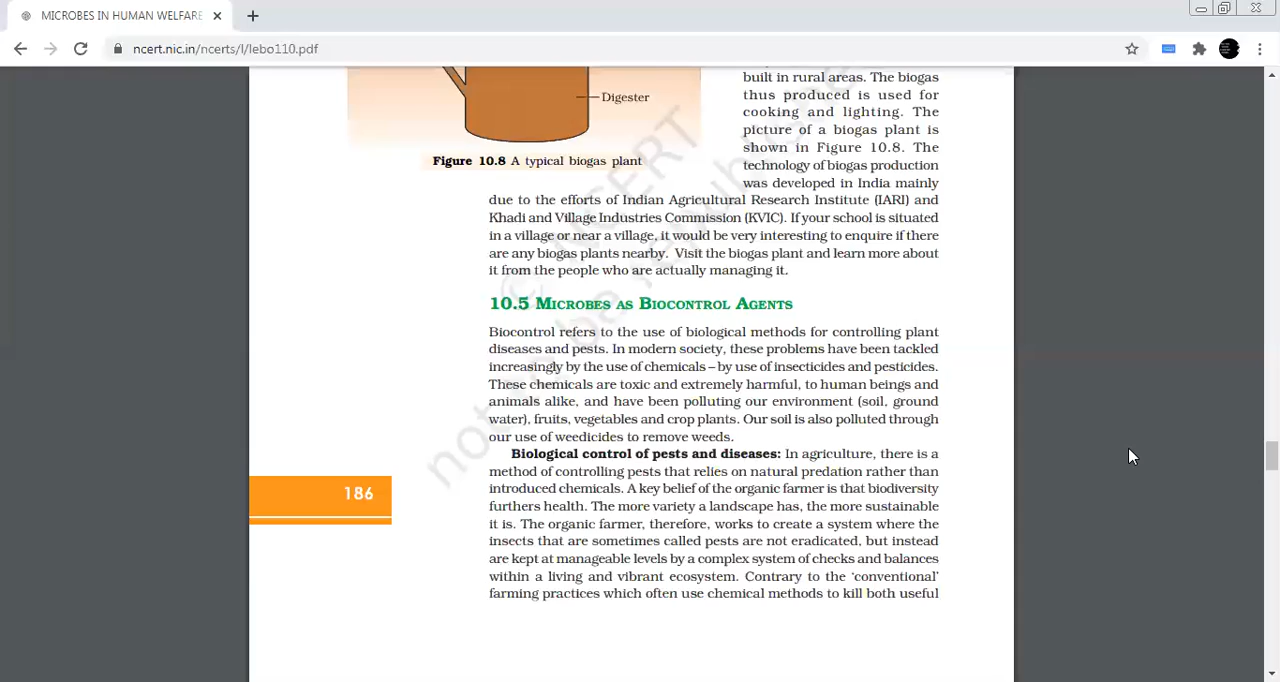 MICROBES IN HUMAN WELFARE
ncert.nic.in/ncerts/l/lebo110.pdf
Digester
Figure 10.8 A typical biogas plant
built in rural areas. The biogas
thus produced is used for
cooking and lighting. The
picture of a biogas plant is
shown in Figure 10.8. The
technology of biogas production
was developed in India mainly
due to the efforts of Indian Agricultural Research Institute (IARI) and
Khadi and Village Industries Commission (KVIC). If your school is situated
in a village or near a village, it would be very interesting to enquire if there
are any biogas plants nearby. Visit the biogas plant and learn more about
it from the people who are actually managing it.
10.5 MICROBES AS BIOCONTROL AGENTS
Biocontrol refers to the use of biological methods for controlling plant
diseases and pests. In modern society, these problems have been tackled
increasingly by the use of chemicals – by use of insecticides and pesticides.
These chemicals are toxic and extremely harmful, to human beings and
animals alike, and have been polluting our environment (soil, ground
water), fruits, vegetables and crop plants. Our soil is also polluted through
our use of weedicides to remove weeds.
Biological control of pests and diseases: In agriculture, there is a
method of controlling pests that relies on natural predation rather than
introduced chemicals. A key belief of the organic farmer is that biodiversity
furthers health. The more variety a landscape has, the more sustainable
it is. The organic farmer, therefore, works to create a system where the
insects that are sometimes called pests are not eradicated, but instead
are kept at manageable levels by a complex system of checks and balances
within a living and vibrant ecosystem. Contrary to the ‘conventional’
farming practices which often use chemical methods to kill both useful
186
© NCERT
not
be